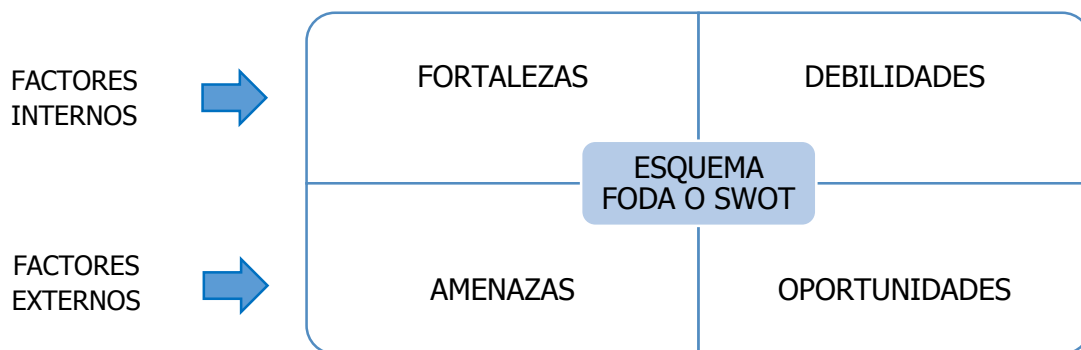 FACTORES
INTERNOS
FORTALEZAS
DEBILIDADES
ESQUEMA
FODA O SWOT
FACTORES
EXTERNOS
AMENAZAS
OPORTUNIDADES